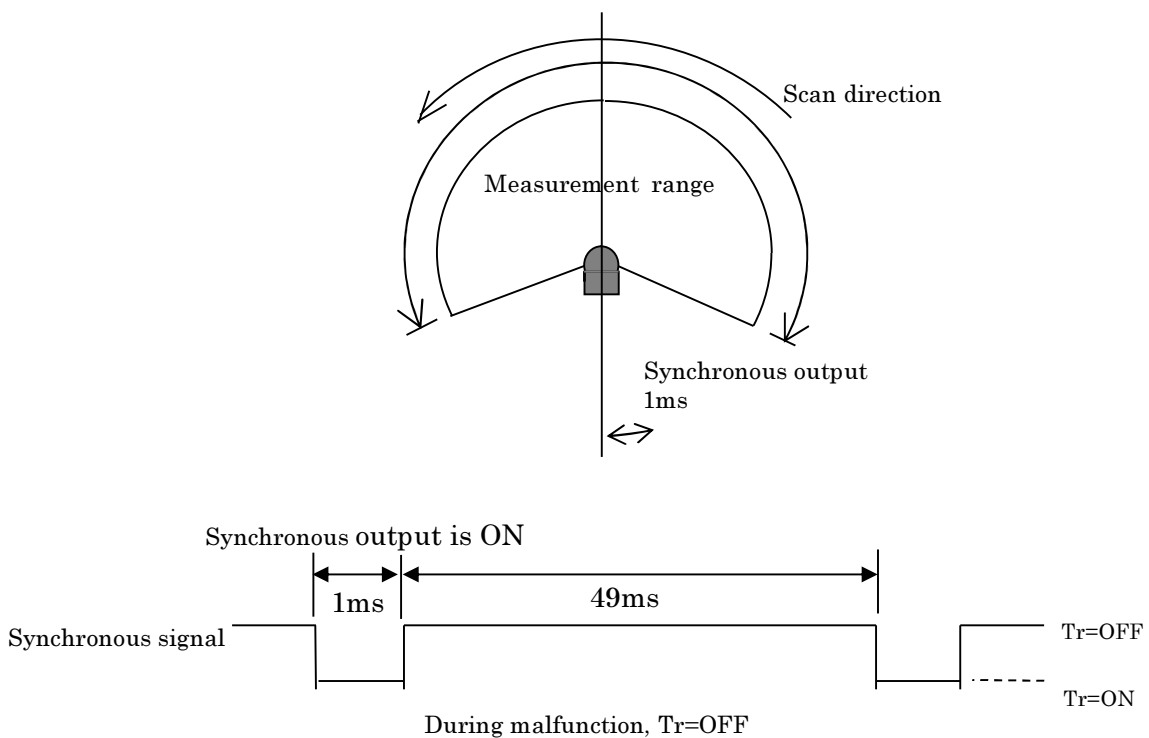 Scan direction
Measurement range
Synchronous output
1ms
Synchronous output is ON
1ms
49ms
Synchronous signal
Tr=OFF
Tr=ON
During malfunction, Tr=OFF